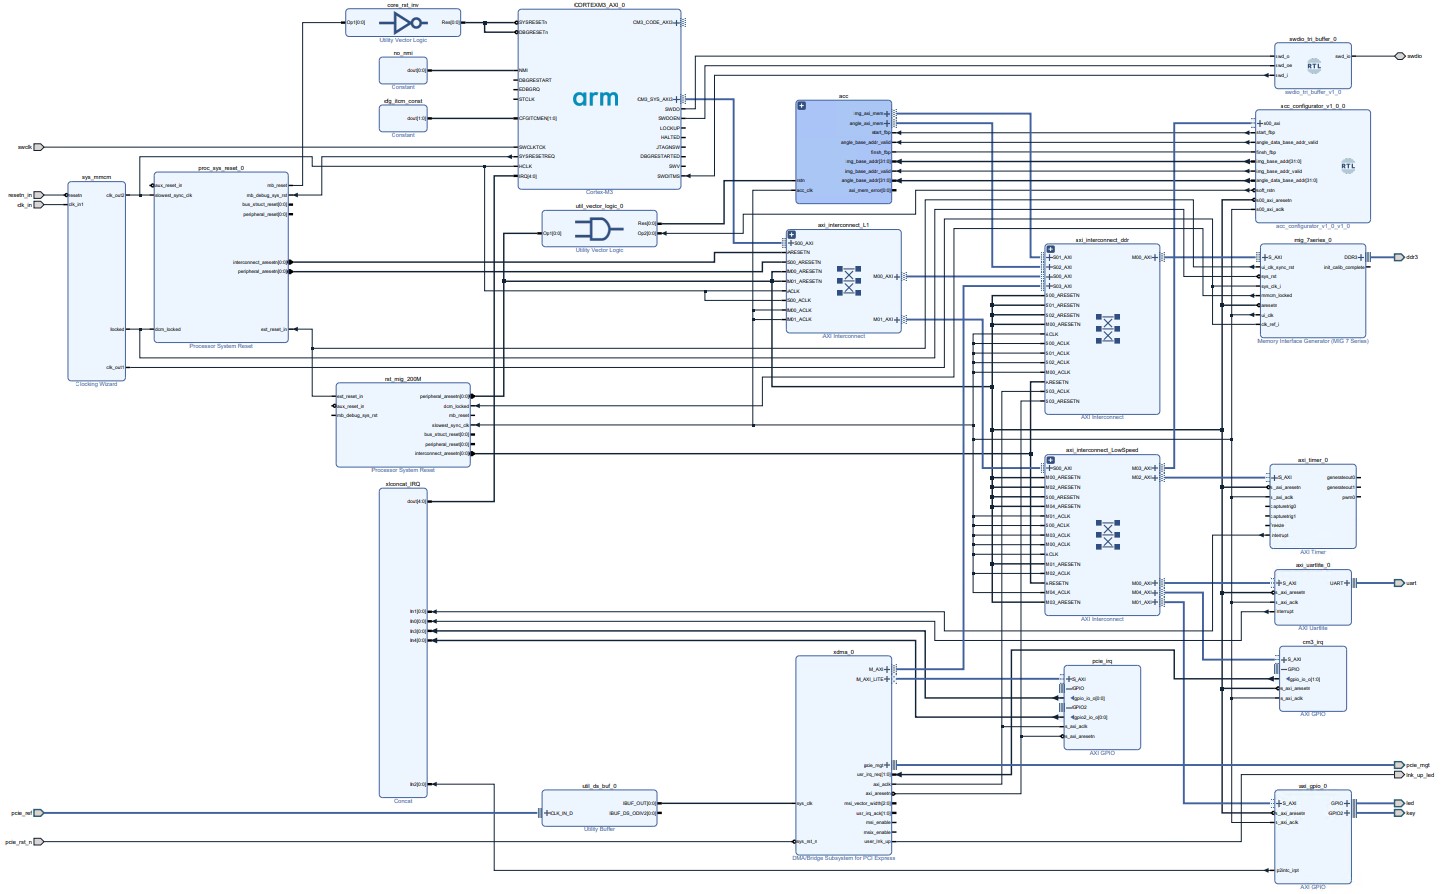 core_rst_inv
Op1[0:0]
Res[0:0]
Utility Vector Logic
no_nmi
dout[0:0]
Constant
cfg_itcm_const
dout[1:0]
Constant
CORTEXM3_AXI_0
SYSRESETn
DBGRESETn
NMI
DBGRESTART
EDBGRQ
STCLK
CFGITCMEN[1:0]
SWCLKTCK
SYSRESETREQ
HCLK
IRQ[4:0]
arm
CM3_CODE_AXI3
CM3_SYS_AXI3
SWDO
SWDOEN
LOCKUP
HALTED
JTAGNSW
DBGRESTARTED
SWV
SWDITMS
Cortex-M3
swdio_tri_buffer_0
swd_o
swd_oe
swd_i
swd_io
RTL
swdio_tri_buffer_v1_0
swdio
acc
mg_axi_mem
angle_axi_mem
start_fbp
angle_base_addr_valid
finish_fbp
img_base_addr[31:0]
img_base_addr_valid
angle_base_addr[31:0]
axi_mem_error[0:0]
rstn
acc_clk
acc_configurator_v1_0_0
s00_axi
start_fbp
angle_data_base_addr_valid
finish_fbp
img_base_addr[31:0]
img_base_addr_valid
angle_data_base_addr[31:0]
soft_rstn
s00_axi_aresetn
s00_axi_aclk
RTL
acc_configurator_v1_0_v1_0
swclk
resetn_in
clk_in
sys_mmcm
resetn
clk_in1
clk_out2
locked
clk_out1
Clocking Wizard
proc_sys_reset_0
aux_reset_in
slowest_sync_clk
dcm_locked
mb_reset
mb_debug_sys_rst
bus_struct_reset[0:0]
peripheral_reset[0:0]
interconnect_aresetn[0:0]
peripheral_aresetn[0:0]
ext_reset_in
Processor System Reset
util_vector_logic_0
Op1[0:0]
Res[0:0]
Op2[0:0]
Utility Vector Logic
axi_interconnect_L1
S00_AXI
ARESETN
S00_ARESETN
M00_ARESETN
M01_ARESETN
ACLK
S00_ACLK
M00_ACLK
M01_ACLK
M00_AXI
M01_AXI
AXI Interconnect
axi_interconnect_ddr
S01_AXI
S02_AXI
S00_AXI
S03_AXI
S00_ARESETN
S01_ARESETN
S02_ARESETN
M00_ARESETN
ACLK
S00_ACLK
S01_ACLK
S02_ACLK
M00_ACLK
ARESETN
S03_ACLK
S03_ARESETN
M00_AXI
AXI Interconnect
mig_7series_0
S_AXI
ui_clk_sync_rst
sys_rst
sys_clk_i
mmcm_locked
aresetn
ui_clk
clk_ref_i
DDR3
init_calib_complete
Memory Interface Generator (MIG 7 Series)
ddr3
rst_mig_200M
ext_reset_in
aux_reset_in
mb_debug_sys_rst
peripheral_aresetn[0:0]
dcm_locked
mb_reset
slowest_sync_clk
bus_struct_reset[0:0]
peripheral_reset[0:0]
interconnect_aresetn[0:0]
Processor System Reset
axi_interconnect_LowSpeed
S00_AXI
M00_ARESETN
M02_ARESETN
S00_ARESETN
M04_ARESETN
M01_ACLK
S00_ACLK
M03_ACLK
M00_ACLK
ACLK
M01_ARESETN
M02_ACLK
ARESETN
M04_ACLK
M03_ARESETN
M03_AXI
M02_AXI
M00_AXI
M04_AXI
M01_AXI
AXI Interconnect
axi_timer_0
S_AXI
s_axi_aresetn
s_axi_aclk
capturetrig0
capturetrig1
freeze
interrupt
generateout0
generateout1
pwm0
AXI Timer
xlconcat_IRQ
dout[4:0]
In1[0:0]
In0[0:0]
In3[0:0]
In4[0:0]
In2[0:0]
Concat
axi_uartlite_0
S_AXI
s_axi_aresetn
s_axi_aclk
interrupt
UART
AXI Uartlite
uart
cm3_irq
S_AXI
GPIO
gpio_io_o[1:0]
s_axi_aresetn
s_axi_aclk
AXI GPIO
xdma_0
M_AXI
M_AXI_LITE
pcie_mgt
usr_irq_req[1:0]
axi_aclk
axi_aresetn
msi_vector_width[2:0]
usr_irq_ack[1:0]
msi_enable
msix_enable
user_lnk_up
sys_clk
sys_rst_n
DMA/Bridge Subsystem for PCI Express
pcie_irq
S_AXI
GPIO
gpio_io_o[0:0]
GPIO2
gpio2_io_o[0:0]
s_axi_aclk
s_axi_aresetn
AXI GPIO
pcie_mgt
lnk_up_led
pcie_ref
pcie_rst_n
util_ds_buf_0
CLK_IN_D
IBUF_OUT[0:0]
IBUF_DS_ODIV2[0:0]
Utility Buffer
axi_gpio_0
S_AXI
s_axi_aresetn
s_axi_aclk
ip2intc_irpt
GPIO
GPIO2
AXI GPIO
led
key